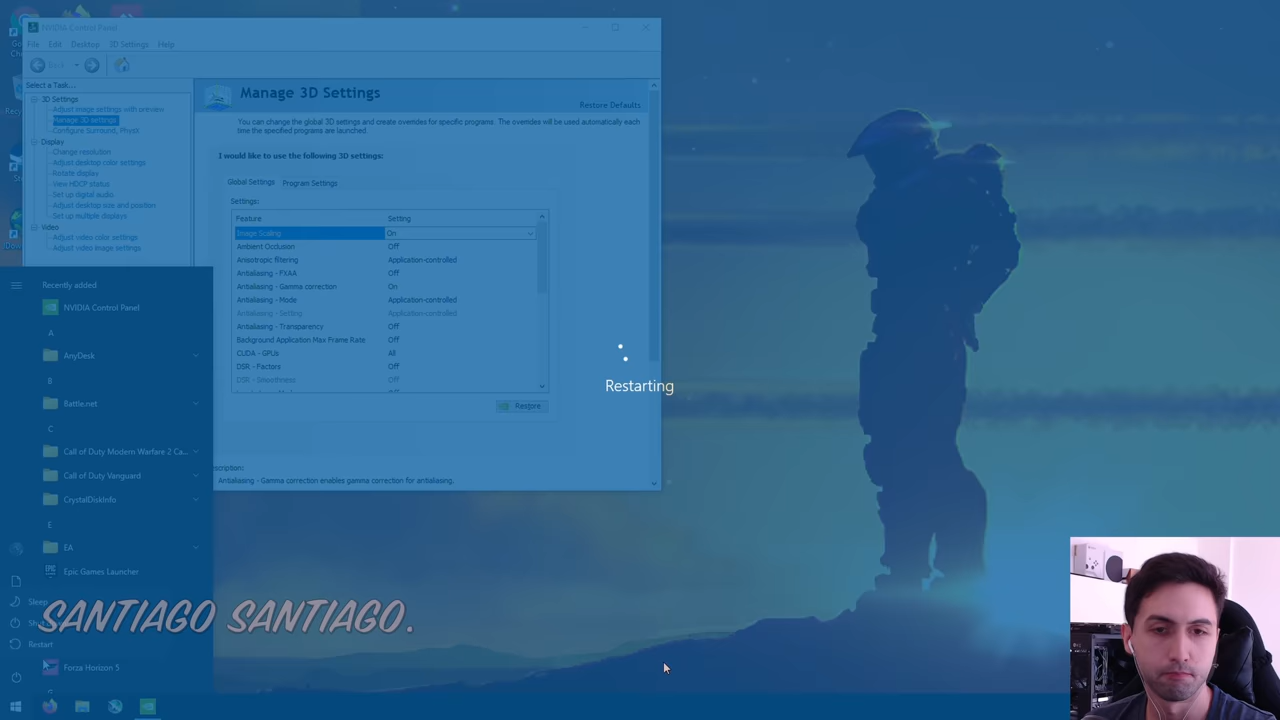 NVIDIA Control Panel
File Edit Desktop 3D Settings Help
Back
Select a Task...
3D Settings
Adjust image settings with preview
Manage 3D settings
Configure Surround, PhysX
Display
Change resolution
Adjust desktop color settings
Rotate display
View HDCP status
Set up digital audio
Adjust desktop size and position
Set up multiple displays
Video
Adjust video color settings
Adjust video image settings
Manage 3D Settings
Restore Defaults
You can change the global 3D settings and create overrides for specific programs. The overrides will be used automatically each
time the specified programs are launched.
I would like to use the following 3D settings:
Global Settings Program Settings
Settings:
Feature Setting
Image Scaling On
Ambient Occlusion Off
Anisotropic filtering Application-controlled
Antialiasing - FXAA Off
Antialiasing - Gamma correction On
Antialiasing - Mode Application-controlled
Antialiasing - Setting Application-controlled
Antialiasing - Transparency Off
Background Application Max Frame Rate Off
CUDA - GPUs All
DSR - Factors Off
DSR - Smoothness Off
Restore
Antialiasing - Gamma correction enables gamma correction for antialiasing.
Restarting
Recently added
NVIDIA Control Panel
A
AnyDesk
B
Battle.net
C
Call of Duty Modern Warfare 2 Ca...
Call of Duty Vanguard
CrystalDiskInfo
E
EA
Epic Games Launcher
Sleep
Restart
Forza Horizon 5
SANTIAGO SANTIAGO.